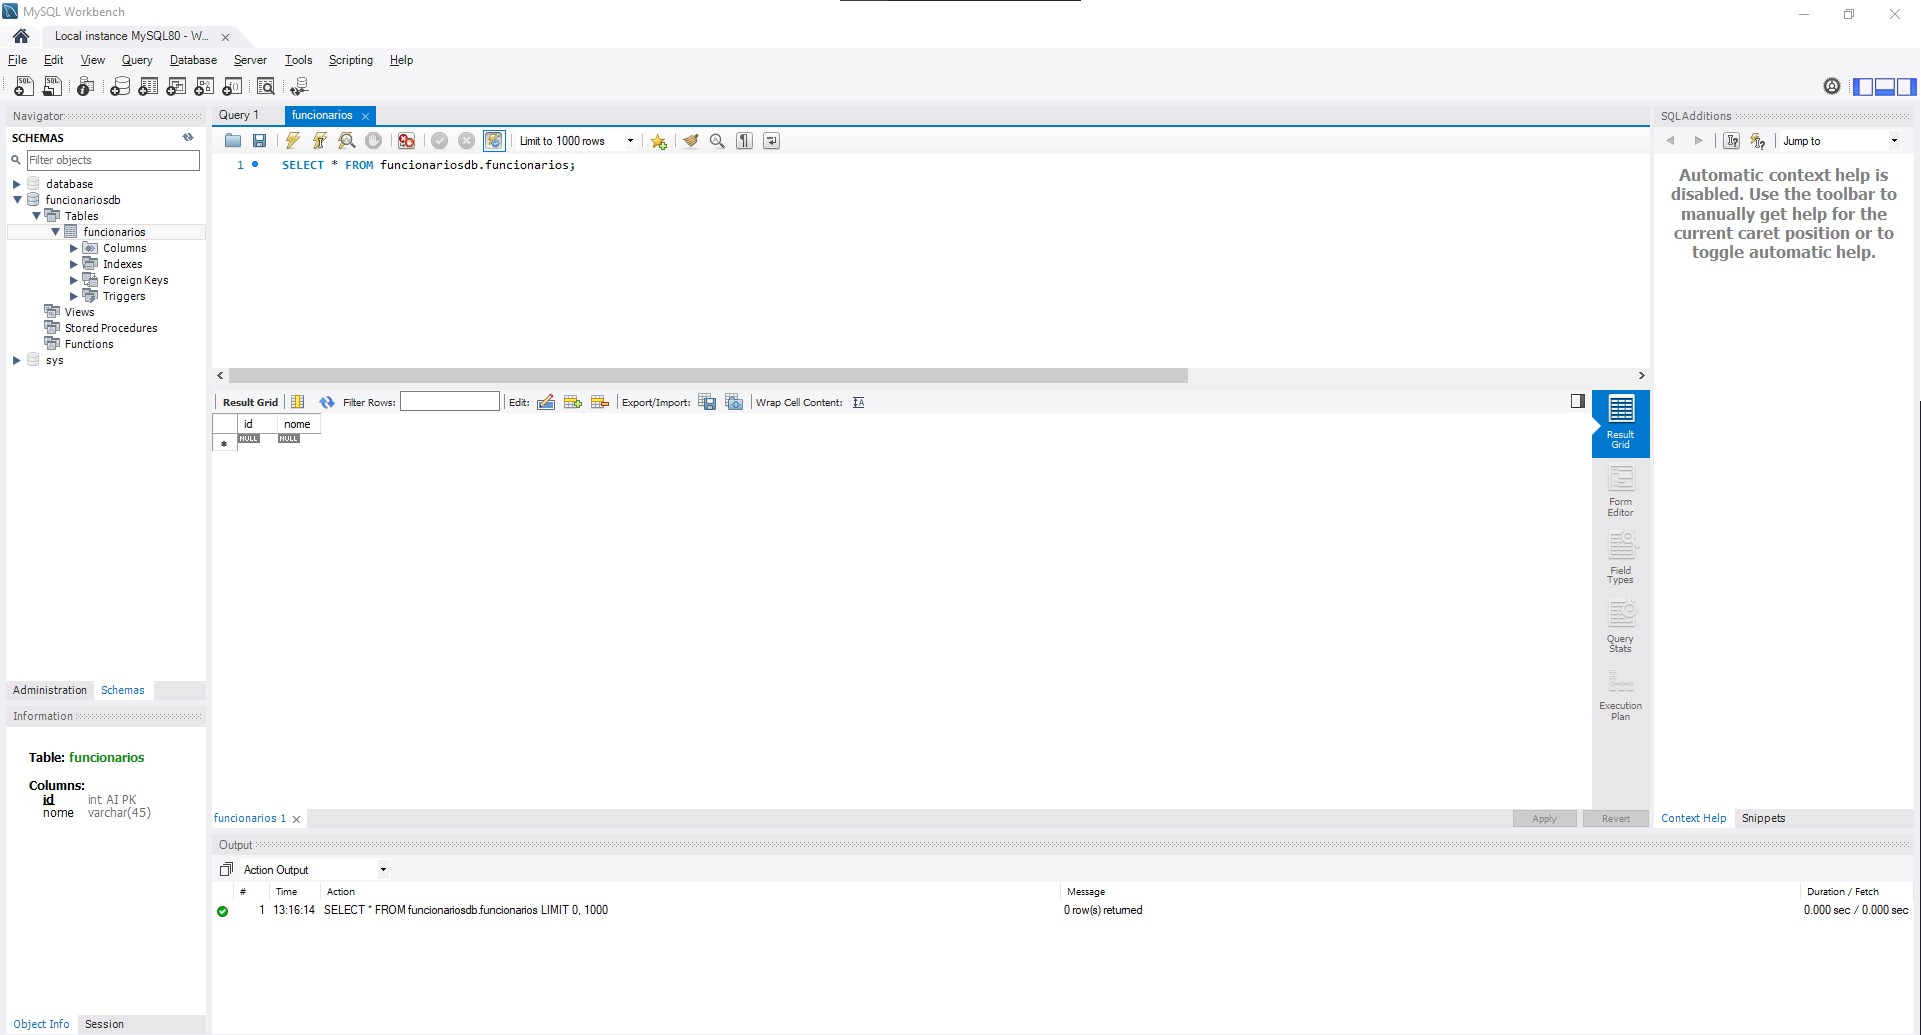 MySQL Workbench
Local instance MySQL80 - W...
File Edit View Query Database Server Tools Scripting Help
Navigator
SCHEMAS
Filter objects
database
funcionariosdb
Tables
funcionarios
Columns
Indexes
Foreign Keys
Triggers
Views
Stored Procedures
Functions
sys
Administration Schemas
Information
Table: funcionarios
Columns:
id int AI PK
nome varchar(45)
Object Info Session
Query 1 funcionarios
Limit to 1000 rows
1 SELECT * FROM funcionariosdb.funcionarios;
Result Grid Filter Rows: Edit: Export/Import: Wrap Cell Content:
id nome
NULL NULL
Result
Grid
Form
Editor
Field
Types
Query
Stats
Execution
Plan
funcionarios 1 Apply Revert
Output
Action Output
# Time Action Message Duration / Fetch
1 13:16:14 SELECT * FROM funcionariosdb.funcionarios LIMIT 0, 1000 0 row(s) returned 0.000 sec / 0.000 sec
SQLAdditions
Jump to
Automatic context help is
disabled. Use the toolbar to
manually get help for the
current caret position or to
toggle automatic help.
Context Help Snippets